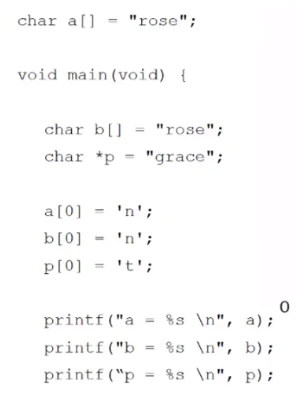 char a[] = "rose";
void main(void) {
char b[] = "rose";
char *p = "grace";
a[0] = 'n';
b[0] = 'n';
p[0] = 't';
printf("a = %s \n", a);
0
printf("b = %s \n", b);
printf(“p = %s \n", p);